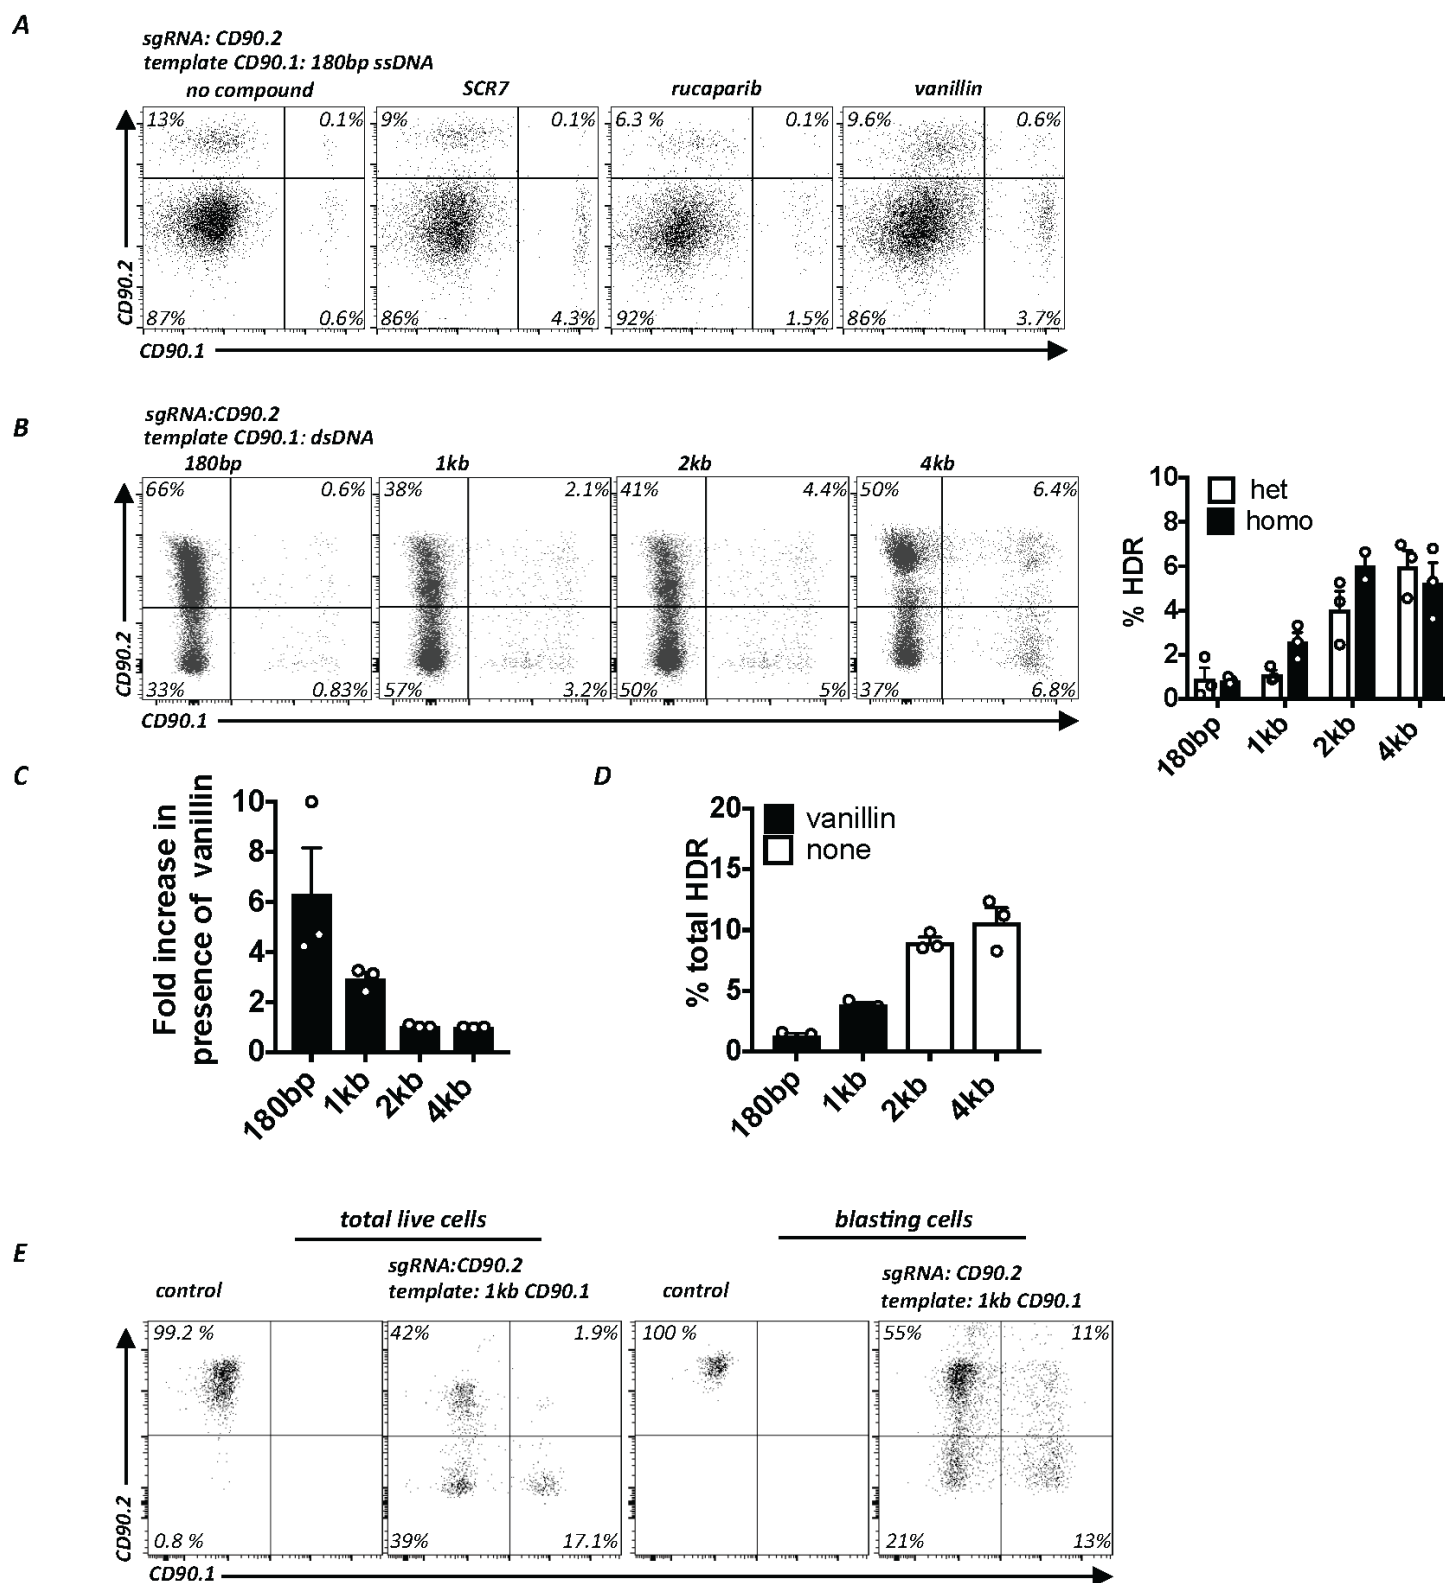 A
sgRNA: CD90.2
template CD90.1: 180bp ssDNA
no compound SCR7 rucaparib vanillin
13% 0.1% 9% 0.1% 6.3 % 0.1% 9.6% 0.6%
CD90.2
87% 0.6% 86% 4.3% 92% 1.5% 86% 3.7%
CD90.1
B
sgRNA:CD90.2
template CD90.1: dsDNA
180bp 1kb 2kb 4kb
66% 0.6% 38% 2.1% 41% 4.4% 50% 6.4%
CD90.2
33% 0.83% 57% 3.2% 50% 5% 37% 6.8%
CD90.1
% HDR
10
8
6
4
2
0
het
homo
180bp 1kb 2kb 4kb
C
Fold increase in
presence of vanillin
10
8
6
4
2
0
180bp 1kb 2kb 4kb
D
% total HDR
20
15
10
5
0
vanillin
none
180bp 1kb 2kb 4kb
E
total live cells blasting cells
control
sgRNA:CD90.2
template: 1kb CD90.1
control
sgRNA: CD90.2
template: 1kb CD90.1
99.2 % 42% 1.9% 100 % 55% 11%
CD90.2
0.8 % 39% 17.1% 21% 13%
CD90.1